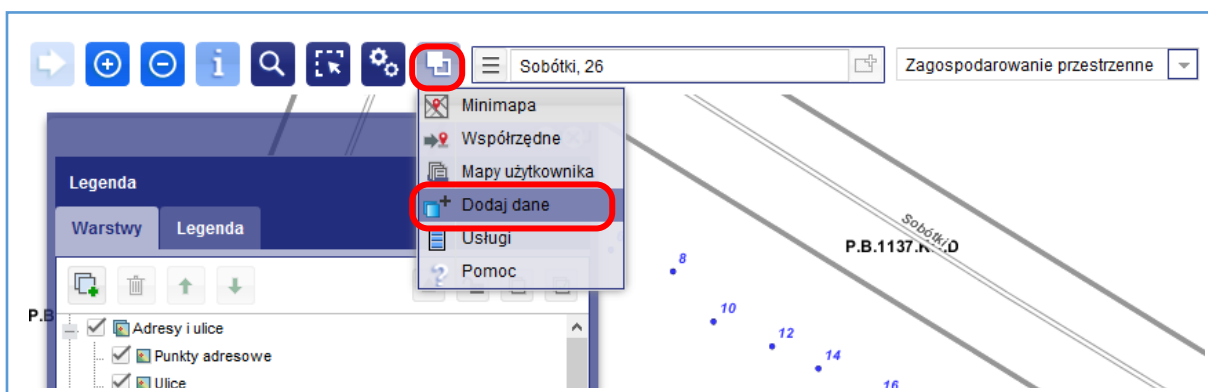 Sobótki, 26
Zagospodarowanie przestrzenne
Minimapa
Współrzędne
Mapy użytkownika
Dodaj dane
Usługi
Pomoc
Legenda
Warstwy Legenda
Adresy i ulice
Punkty adresowe
Ulice
P.B
Sobótki
P.B.1137.
8
10
12
14
16